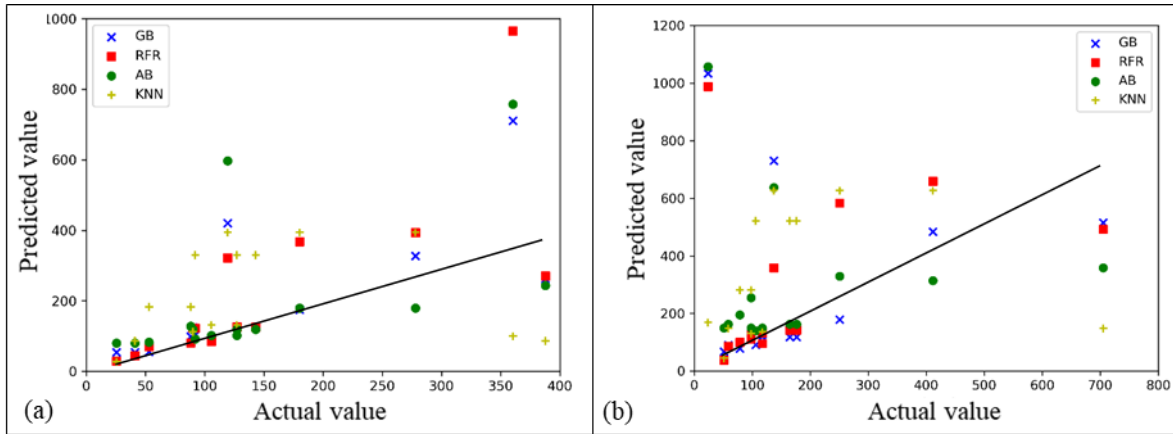 1000
800
600
400
200
0
0 50 100 150 200 250 300 350 400
GB
RFR
AB
KNN
Predicted value
Actual value
(a)
1200
1000
800
600
400
200
0
0 100 200 300 400 500 600 700 800
GB
RFR
AB
KNN
Predicted value
Actual value
(b)